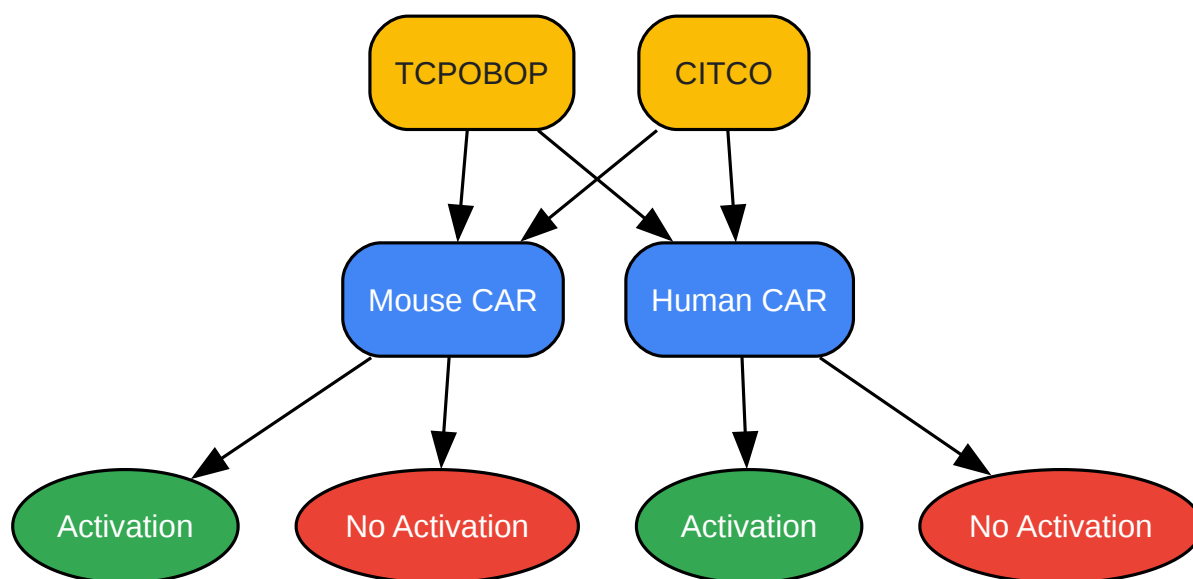 TCPOBOP
CITCO
Mouse CAR
Human CAR
Activation
No Activation
Activation
No Activation